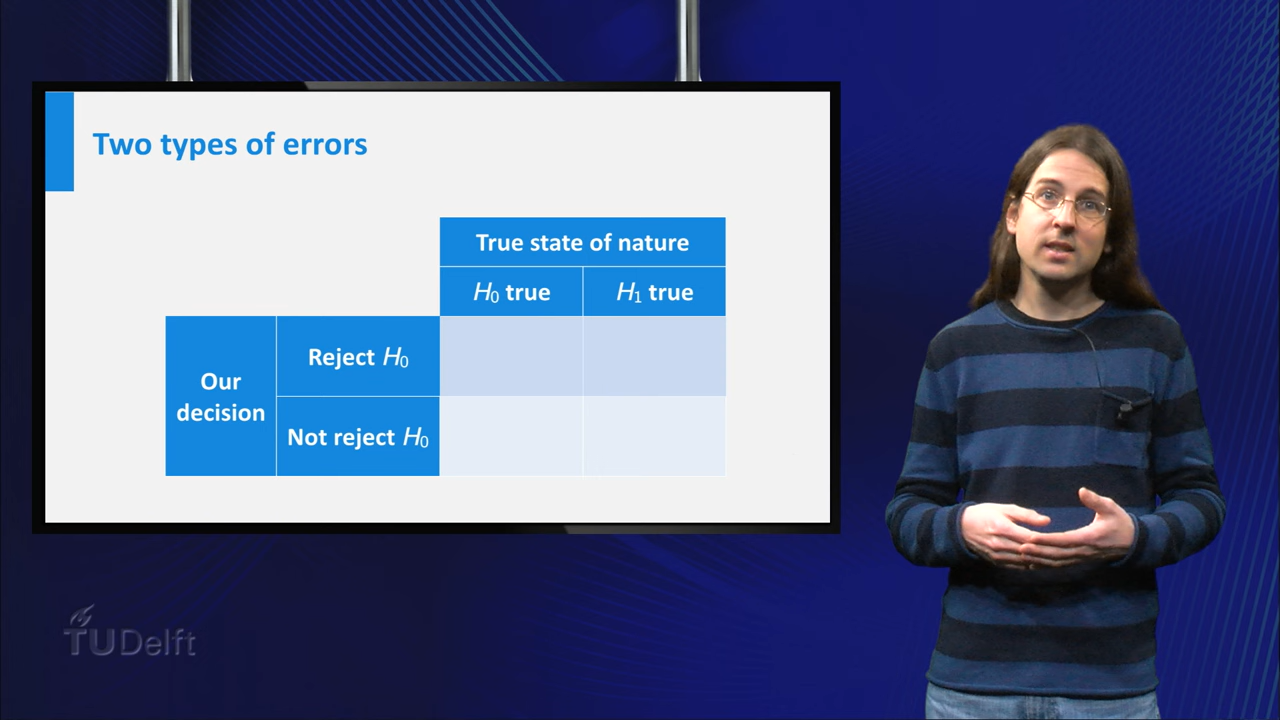 Two types of errors
True state of nature
H₀ true
H₁ true
Our
decision
Reject H₀
Not reject H₀
TUDelft